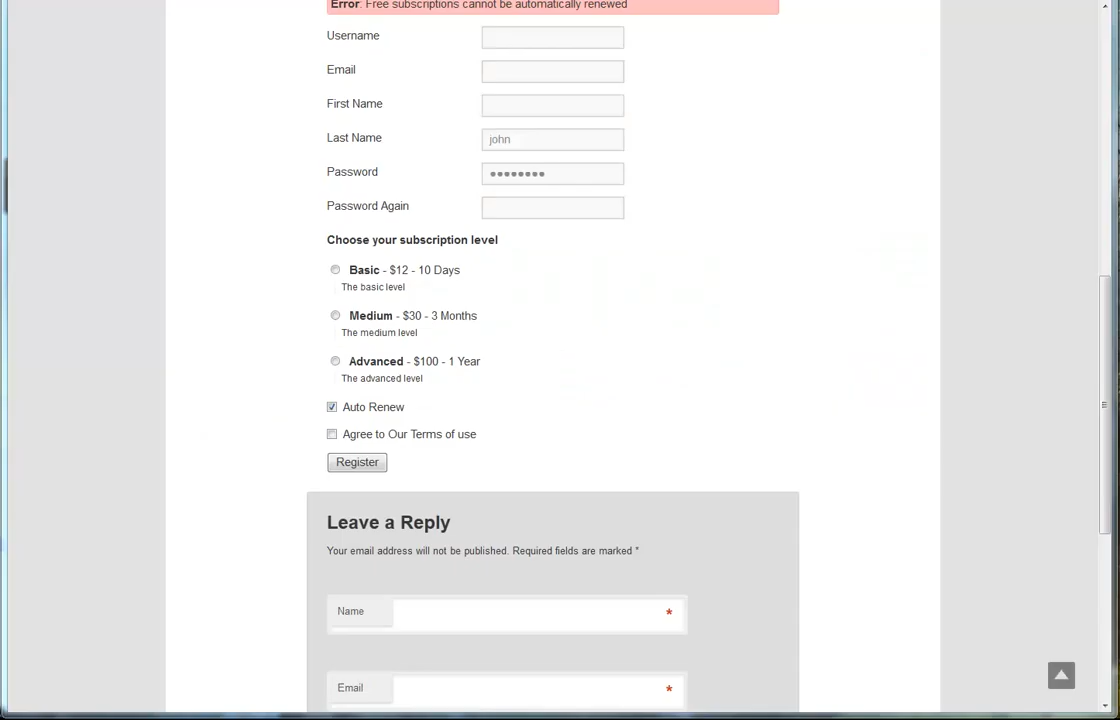 Error: Free subscriptions cannot be automatically renewed
Username
Email
First Name
Last Name john
Password ••••••••
Password Again
Choose your subscription level
Basic - $12 - 10 Days
The basic level
Medium - $30 - 3 Months
The medium level
Advanced - $100 - 1 Year
The advanced level
Auto Renew
Agree to Our Terms of use
Register
Leave a Reply
Your email address will not be published. Required fields are marked *
Name *
Email *